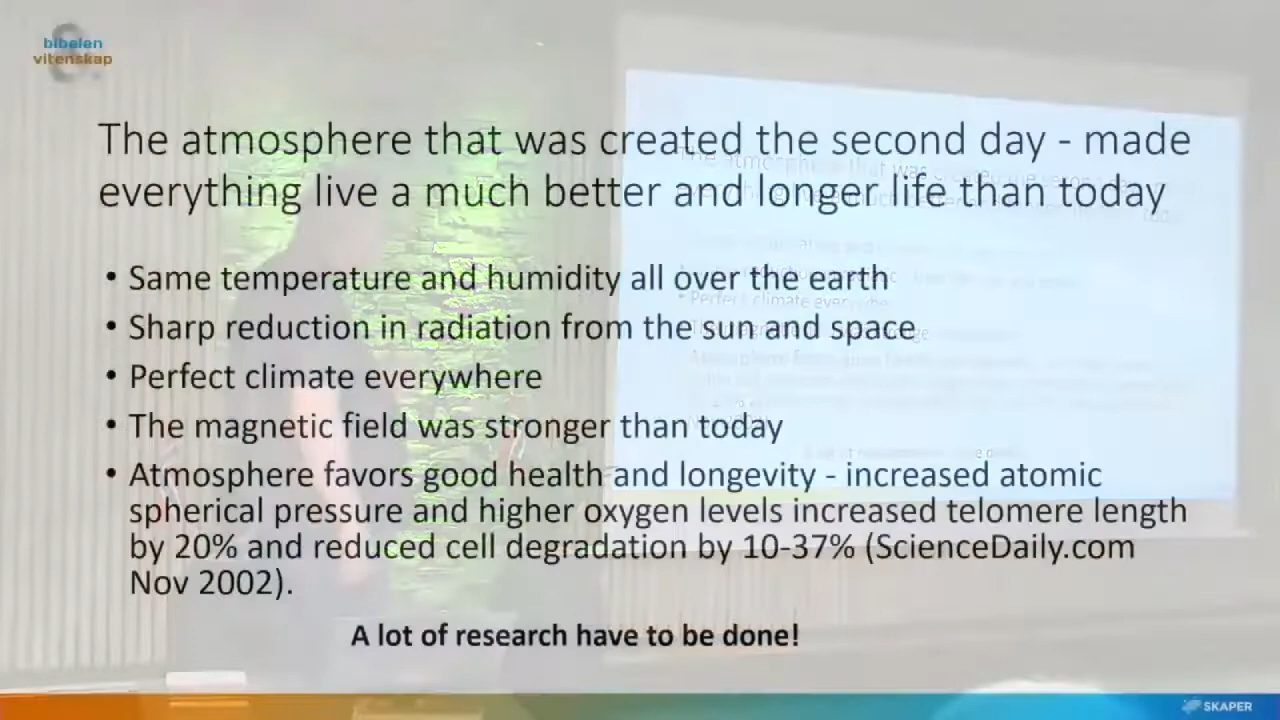 bibelen
vitenskap
The atmosphere that was created the second day - made
everything live a much better and longer life than today
• Same temperature and humidity all over the earth
• Sharp reduction in radiation from the sun and space
• Perfect climate everywhere
• The magnetic field was stronger than today
• Atmosphere favors good health and longevity - increased atomic
spherical pressure and higher oxygen levels increased telomere length
by 20% and reduced cell degradation by 10-37% (ScienceDaily.com
Nov 2002).
A lot of research have to be done!
SKAPER